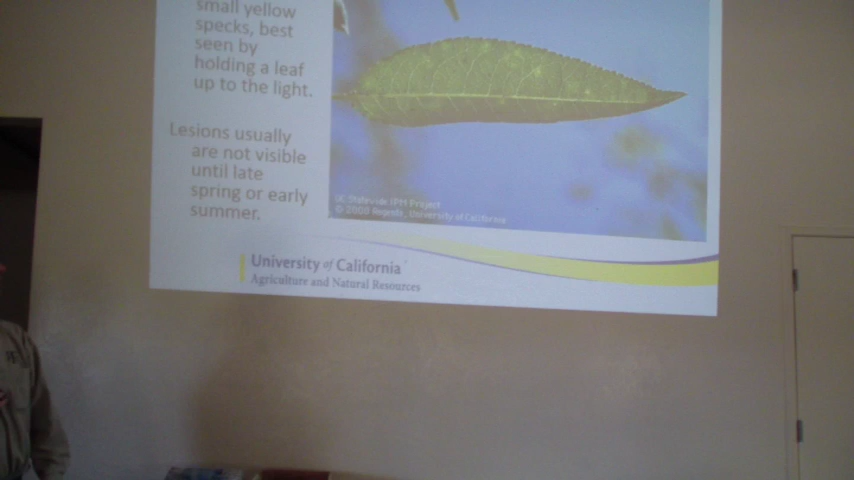 small yellow
specks, best
seen by
holding a leaf
up to the light.
Lesions usually
are not visible
until late
spring or early
summer.
UC Statewide IPM Project
© 2000 Regents, University of California
University of California
Agriculture and Natural Resources